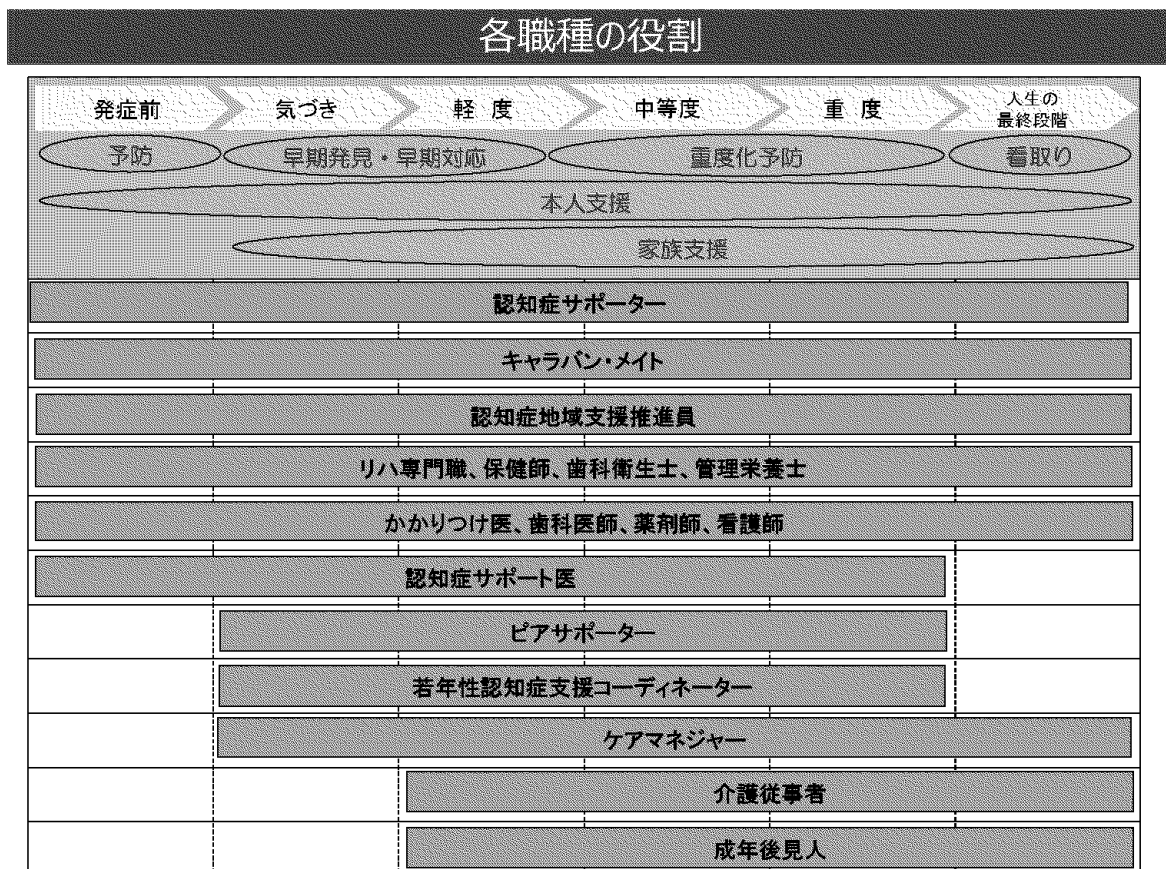 各職種の役割
発症前
気づき
軽 度
中等度
重 度
人生の
最終段階
予防
早期発見・早期対応
重度化予防
看取り
本人支援
家族支援
認知症サポーター
キャラバン・メイト
認知症地域支援推進員
リハ専門職、保健師、歯科衛生士、管理栄養士
かかりつけ医、歯科医師、薬剤師、看護師
認知症サポート医
ピアサポーター
若年性認知症支援コーディネーター
ケアマネジャー
介護従事者
成年後見人